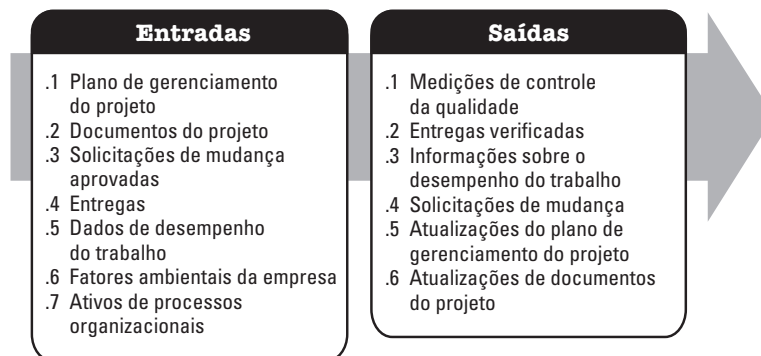 Entradas
.1 Plano de gerenciamento
do projeto
.2 Documentos do projeto
.3 Solicitações de mudança
aprovadas
.4 Entregas
.5 Dados de desempenho
do trabalho
.6 Fatores ambientais da empresa
.7 Ativos de processos
organizacionais
Saídas
.1 Medições de controle
da qualidade
.2 Entregas verificadas
.3 Informações sobre o
desempenho do trabalho
.4 Solicitações de mudança
.5 Atualizações do plano de
gerenciamento do projeto
.6 Atualizações de documentos
do projeto